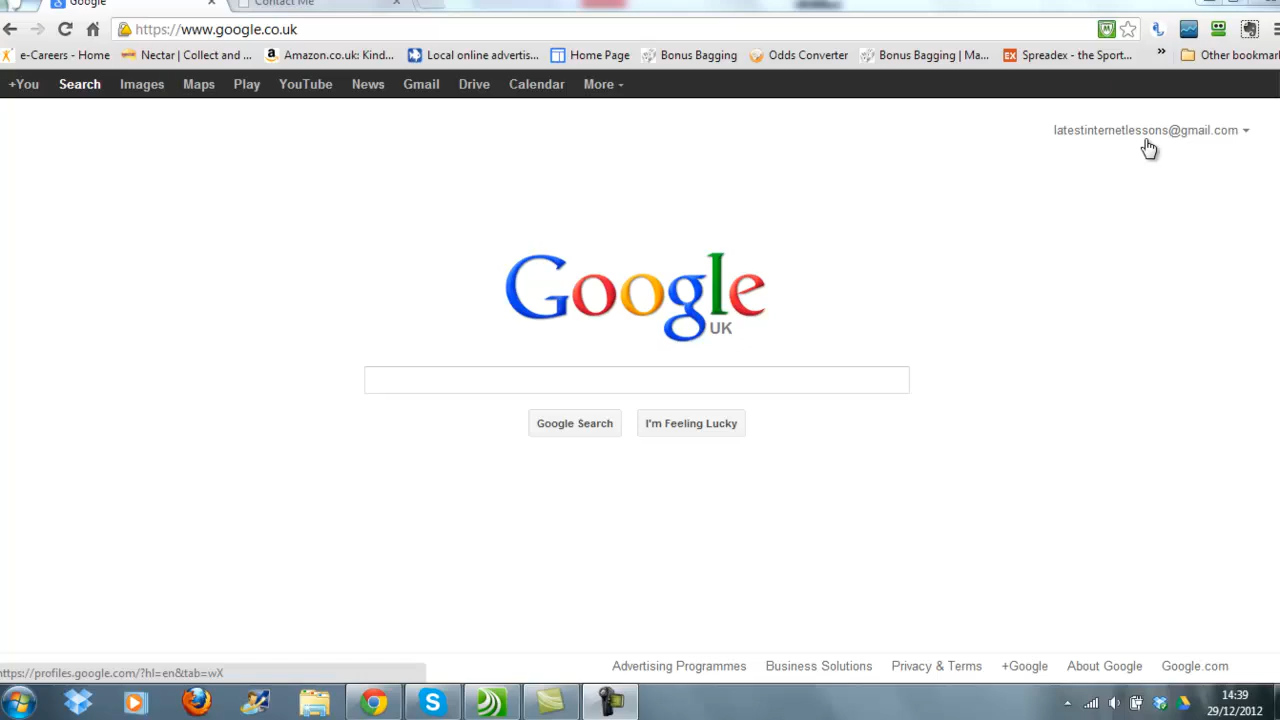 Google
Contact Me
https://www.google.co.uk
e-Careers - Home
Nectar | Collect and ...
Amazon.co.uk: Kind...
Local online advertis...
Home Page
Bonus Bagging
Odds Converter
Bonus Bagging | Ma...
EX
Spreadex - the Sport...
»
Other bookmar
+You
Search
Images
Maps
Play
YouTube
News
Gmail
Drive
Calendar
More
latestinternetlessons@gmail.com
Google
UK
Google Search
I'm Feeling Lucky
Advertising Programmes
Business Solutions
Privacy & Terms
+Google
About Google
Google.com
https://profiles.google.com/?hl=en&tab=wX
14:39
29/12/2012